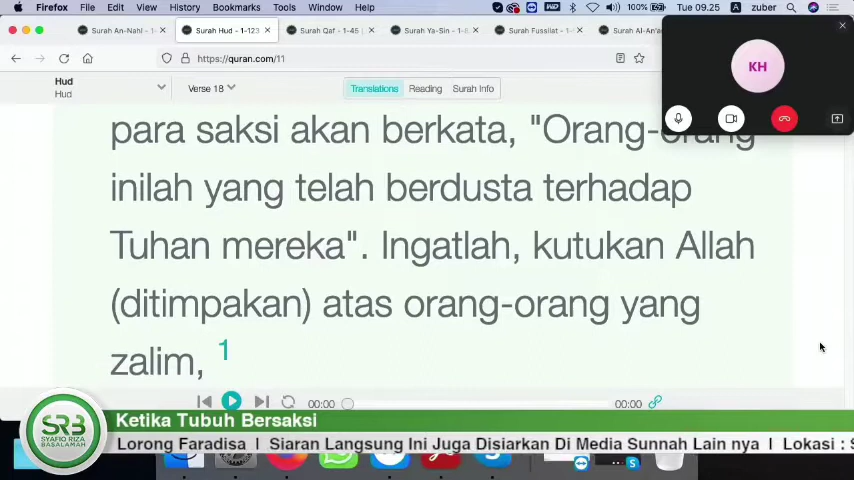 Firefox File Edit View History Bookmarks Tools Window Help 100% Tue 09.25 A zuber
Surah An-Nahl - 1- Surah Hud - 1-123 Surah Qaf - 1-45 Surah Ya-Sin - 1- Surah Fussilat - 1- Surah Al-An'a
https://quran.com/11
Hud
Hud
Verse 18
Translations Reading Surah Info
KH
para saksi akan berkata, "Orang-orang
inilah yang telah berdusta terhadap
Tuhan mereka". Ingatlah, kutukan Allah
(ditimpakan) atas orang-orang yang
zalim, 1
00:00 00:00
SRB
SYAFIQ RIZA
BASALAMAH
Ketika Tubuh Bersaksi
Lorong Faradisa I Siaran Langsung Ini Juga Disiarkan Di Media Sunnah Lain nya I Lokasi : S